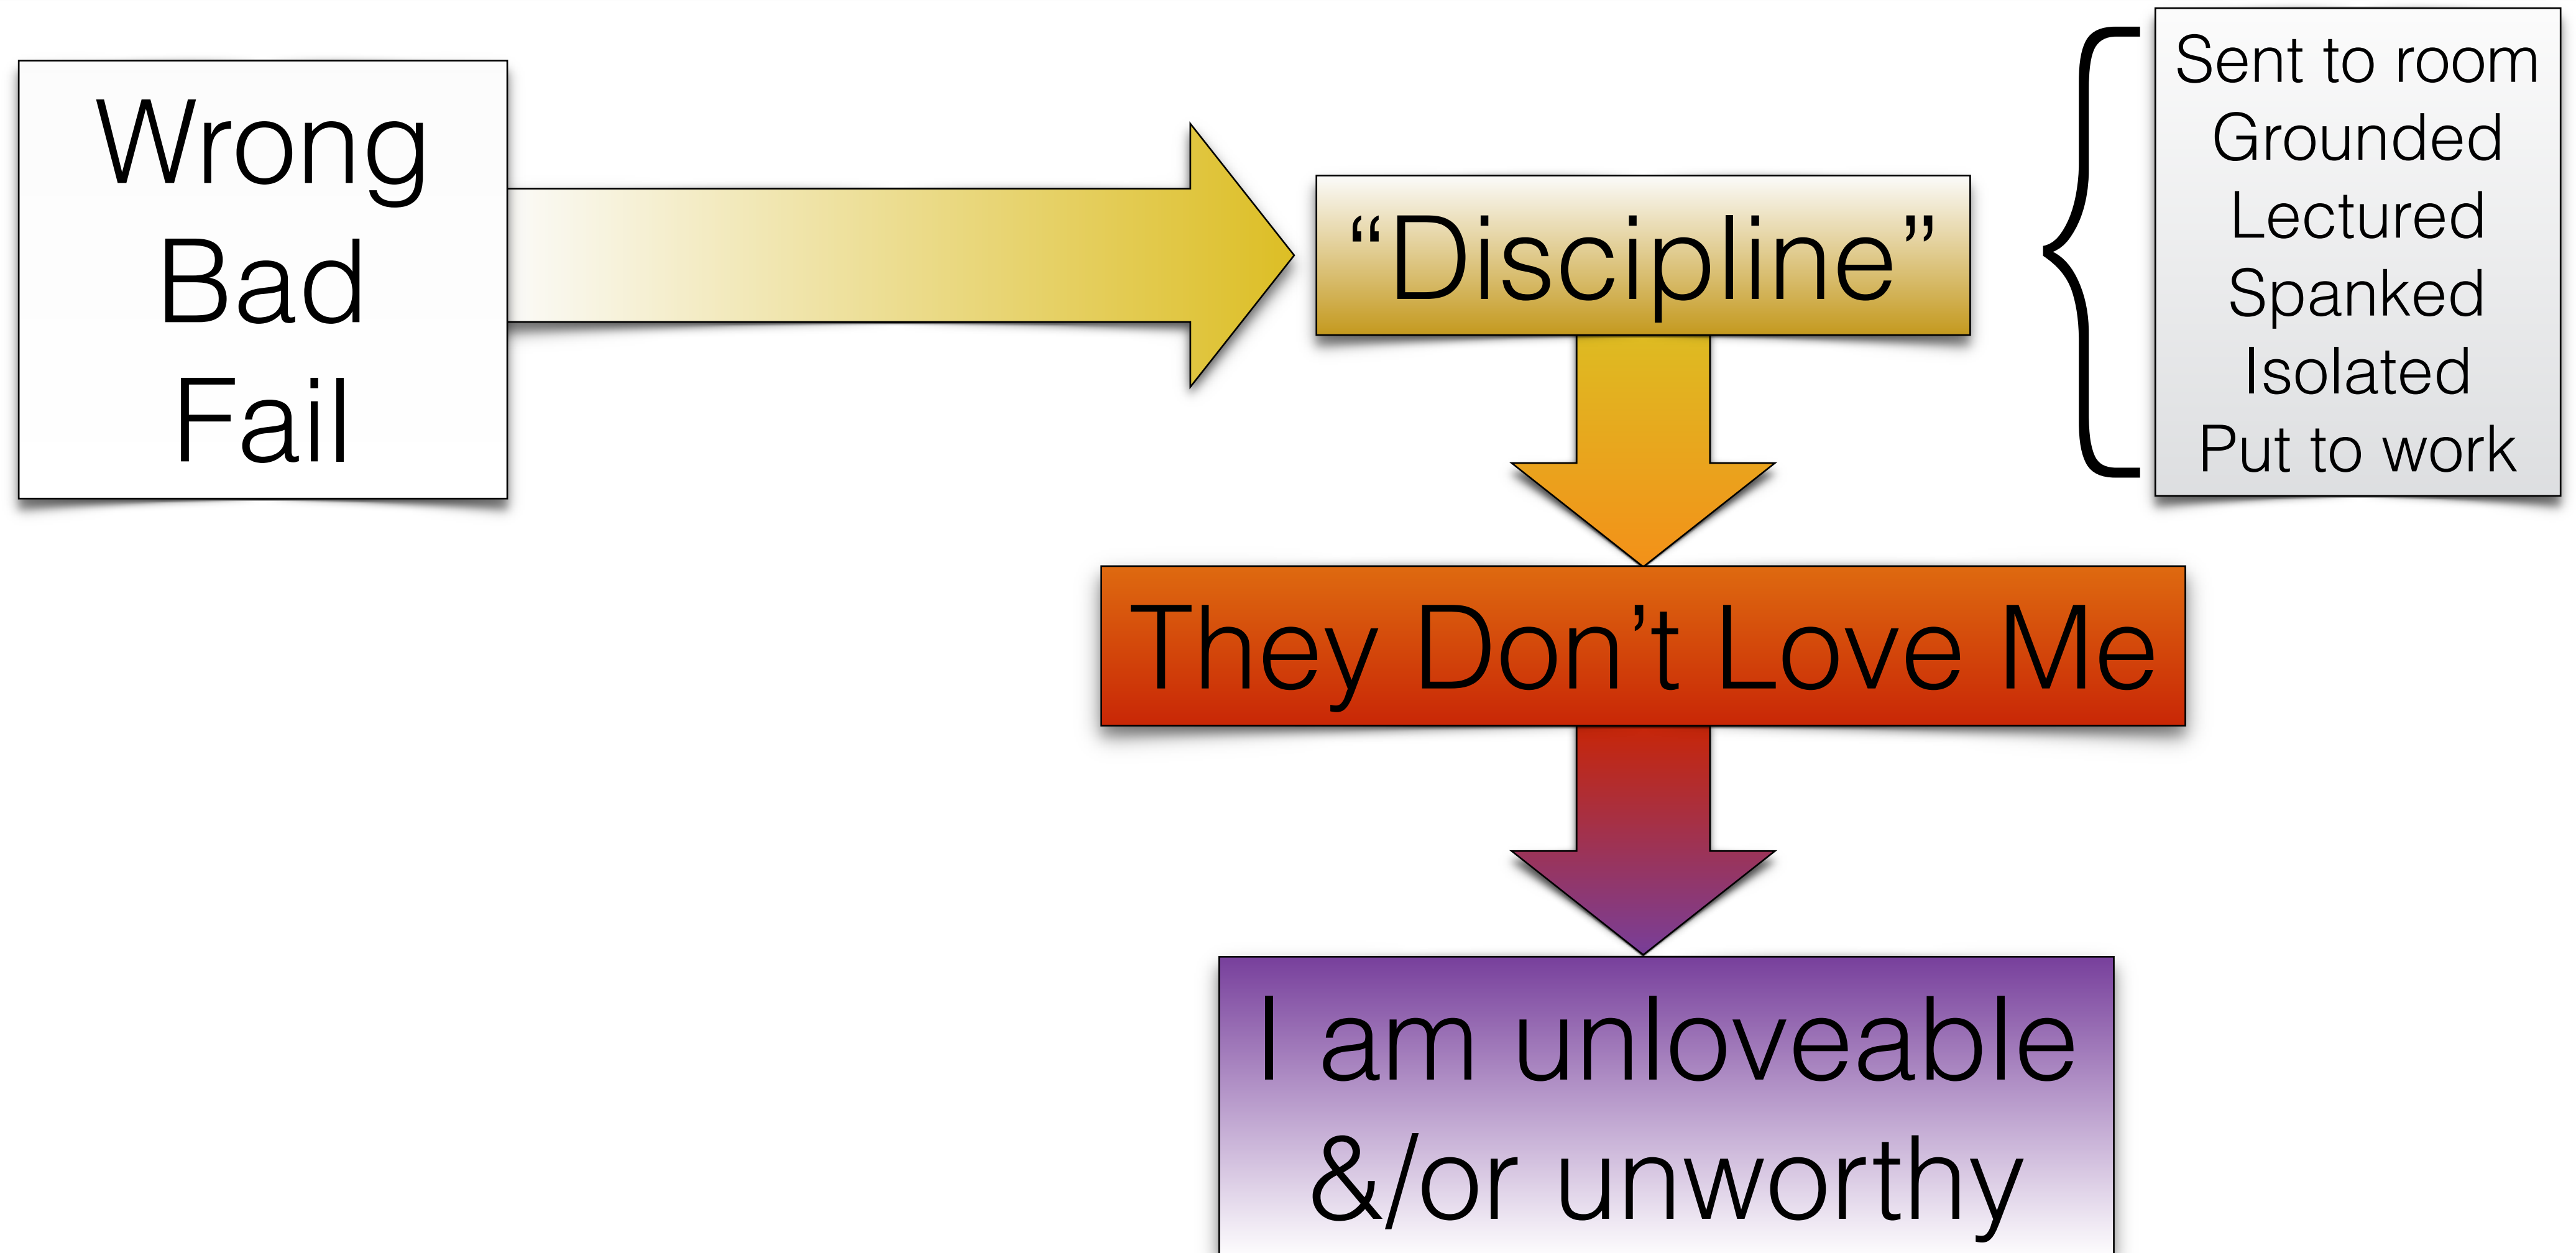 Wrong
Bad
Fail
“Discipline”
Sent to room
Grounded
Lectured
Spanked
Isolated
Put to work
They Don’t Love Me
I am unloveable
&/or unworthy